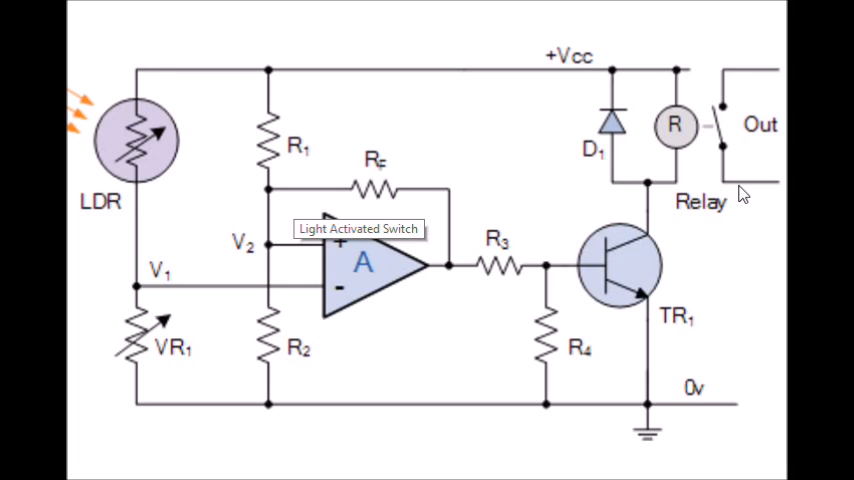 +Vcc
R
Out
D1
R1
RF
LDR
Relay
Light Activated Switch
V2
+
A
R3
V1
-
TR1
VR1
R2
R4
0v